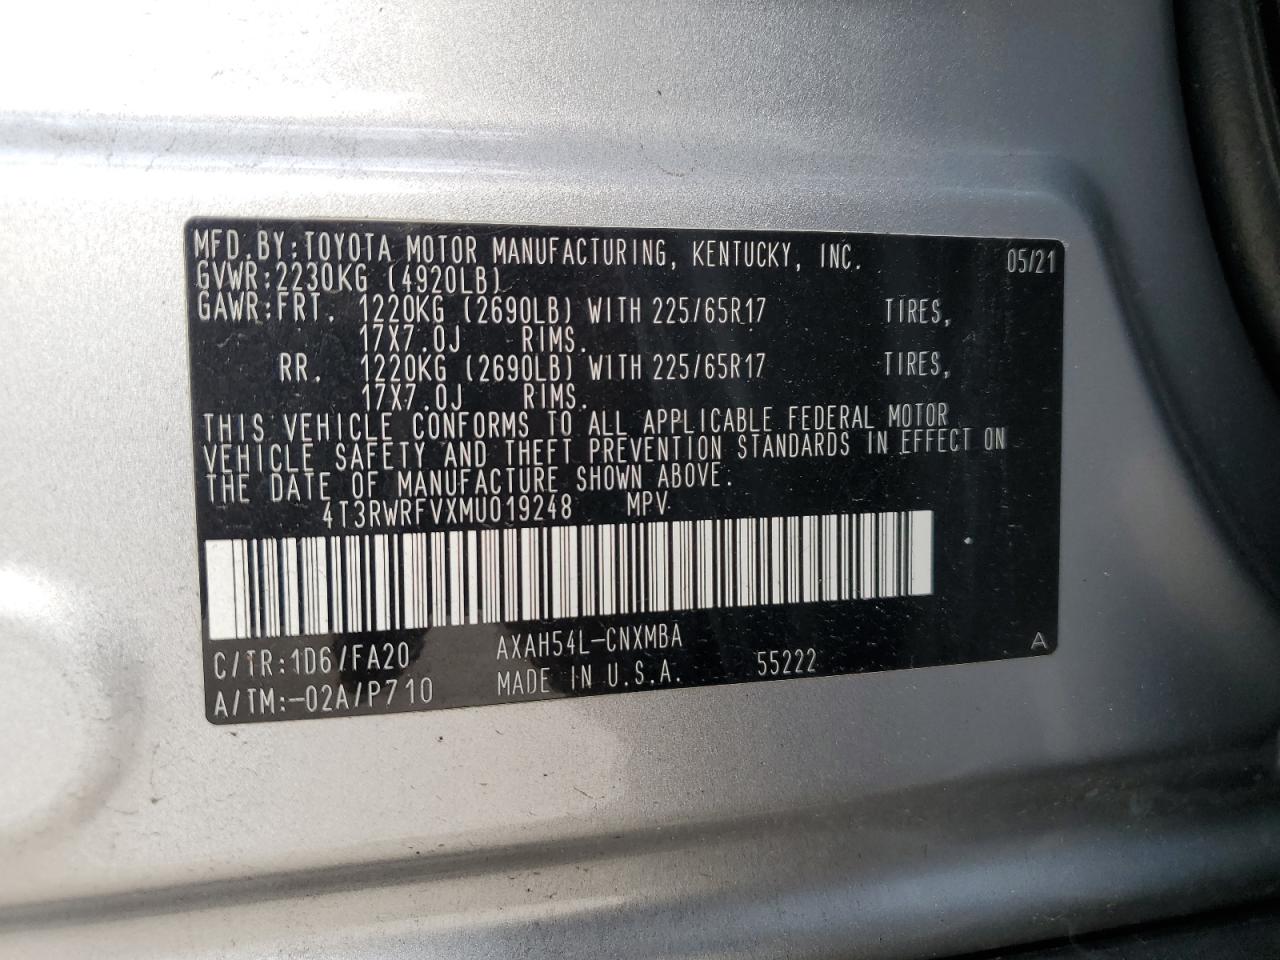 MFD. BY: TOYOTA MOTOR MANUFACTURING, KENTUCKY, INC. 05/21
GVWR: 2230KG (4920LB)
GAWR: FRT. 1220KG (2690LB) WITH 225/65R17 TIRES,
17X7.0J RIMS.
RR. 1220KG (2690LB) WITH 225/65R17 TIRES,
17X7.0J RIMS.
THIS VEHICLE CONFORMS TO ALL APPLICABLE FEDERAL MOTOR
VEHICLE SAFETY AND THEFT PREVENTION STANDARDS IN EFFECT ON
THE DATE OF MANUFACTURE SHOWN ABOVE.
4T3RWRFVXMU019248 MPV
C/TR: 1D6/FA20 AXAH54L-CNXMBA A
A/TM:-02A/P710 MADE IN U.S.A. 55222